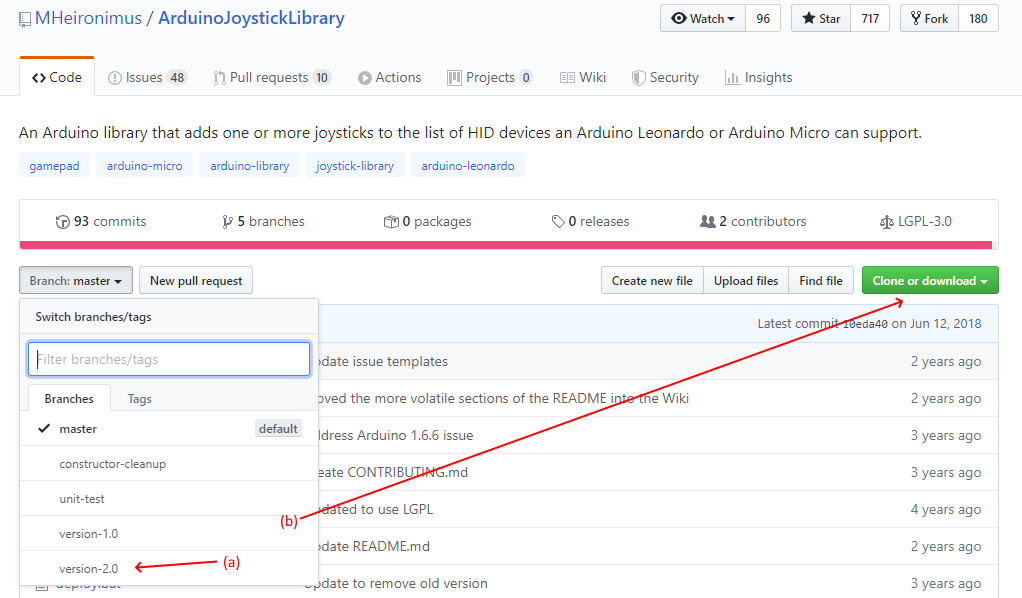 MHeironimus / ArduinoJoystickLibrary
Watch 96 Star 717 Fork 180
Code Issues 48 Pull requests 10 Actions Projects 0 Wiki Security Insights
An Arduino library that adds one or more joysticks to the list of HID devices an Arduino Leonardo or Arduino Micro can support.
gamepad arduino-micro arduino-library joystick-library arduino-leonardo
93 commits 5 branches 0 packages 0 releases 2 contributors LGPL-3.0
Branch: master New pull request Create new file Upload files Find file Clone or download
Switch branches/tags
Latest commit 10eda40 on Jun 12, 2018
Filter branches/tags
pdate issue templates 2 years ago
Branches Tags
oved the more volatile sections of the README into the Wiki 2 years ago
master default
ddress Arduino 1.6.6 issue 3 years ago
constructor-cleanup
eate CONTRIBUTING.md 3 years ago
unit-test
dated to use LGPL 4 years ago
(b)
version-1.0
pdate README.md 2 years ago
version-2.0 (a)
deploy.bat Update to remove old version 3 years ago